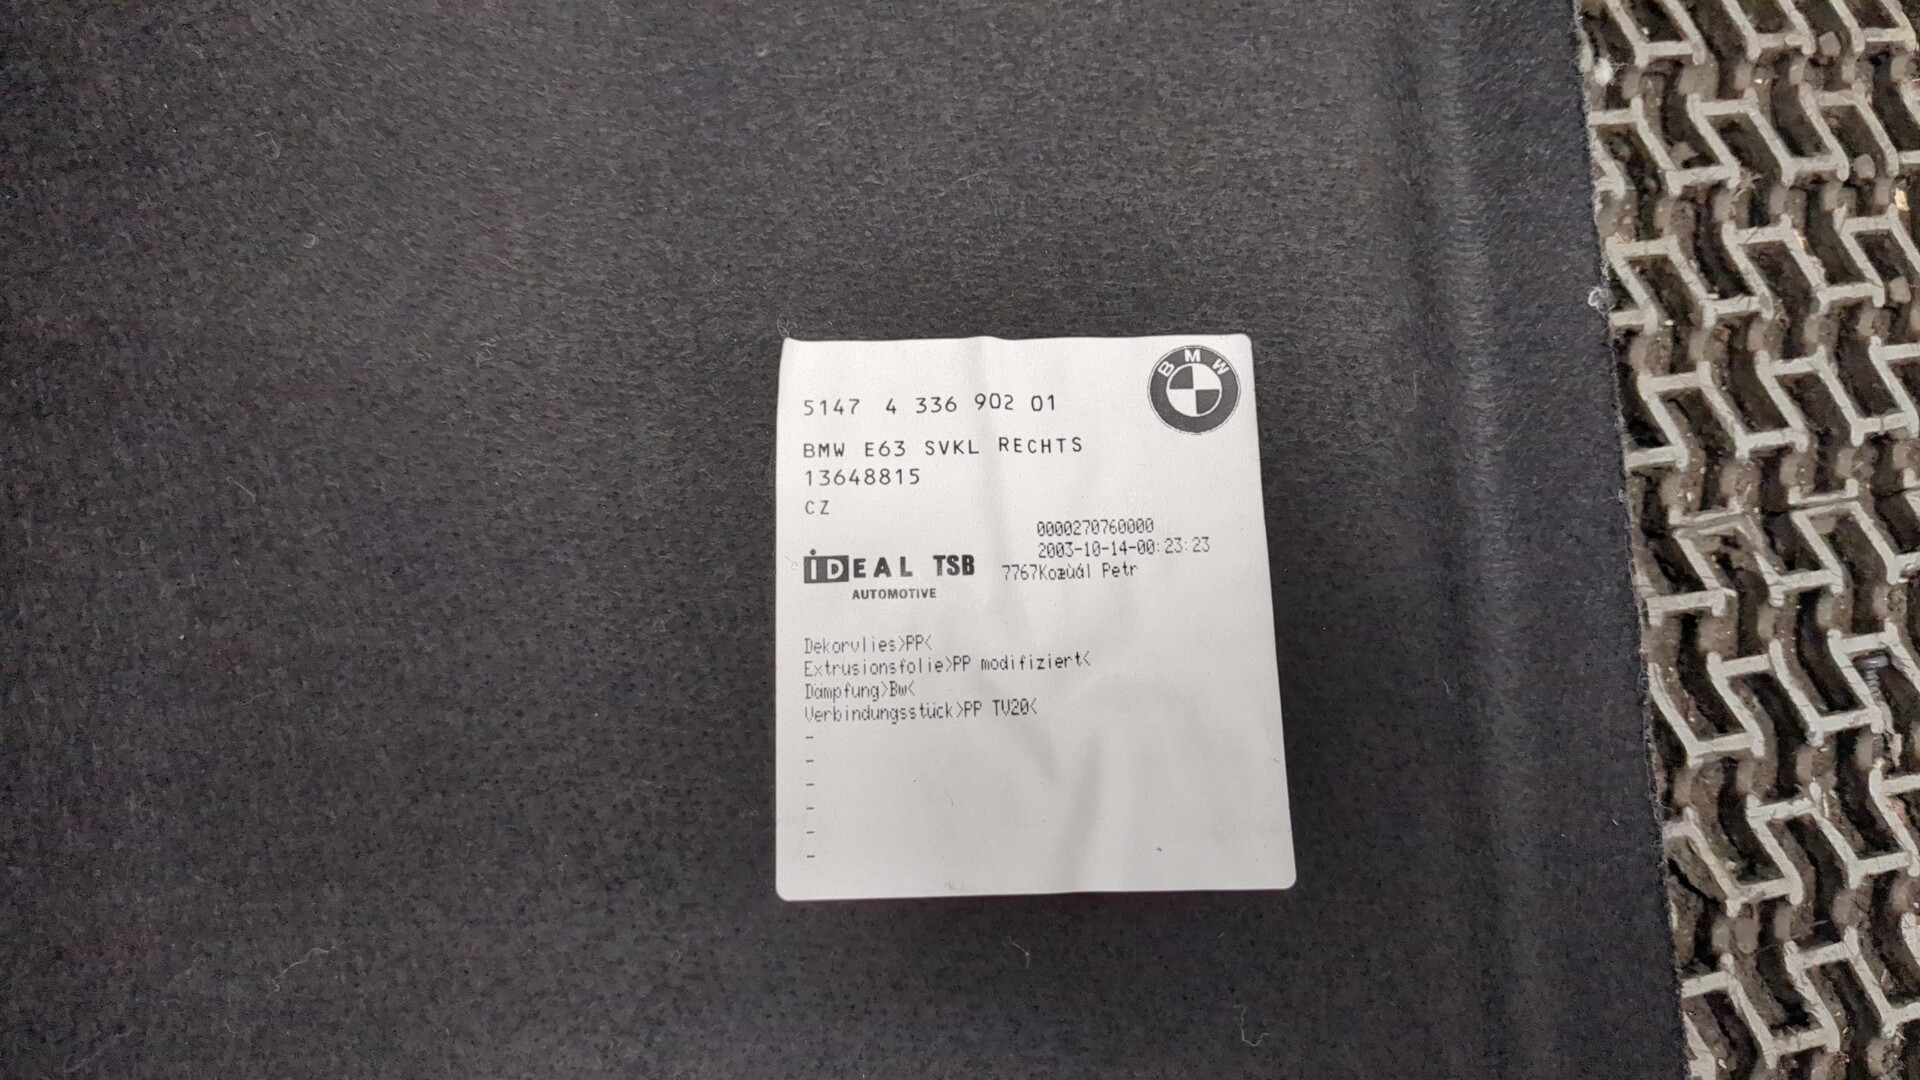 BMW
5147 4 336 902 01
BMW E63 SVKL RECHTS
13648815
CZ
0000270760000
2003-10-14-00:23:23
iDEAL TSB
AUTOMOTIVE
7767Kozùál Petr
Dekorvlies>PP<
Extrusionsfolie>PP modifiziert<
Dämpfung>Bw<
Verbindungsstück>PP TV20<
-
-
-
-
-
-